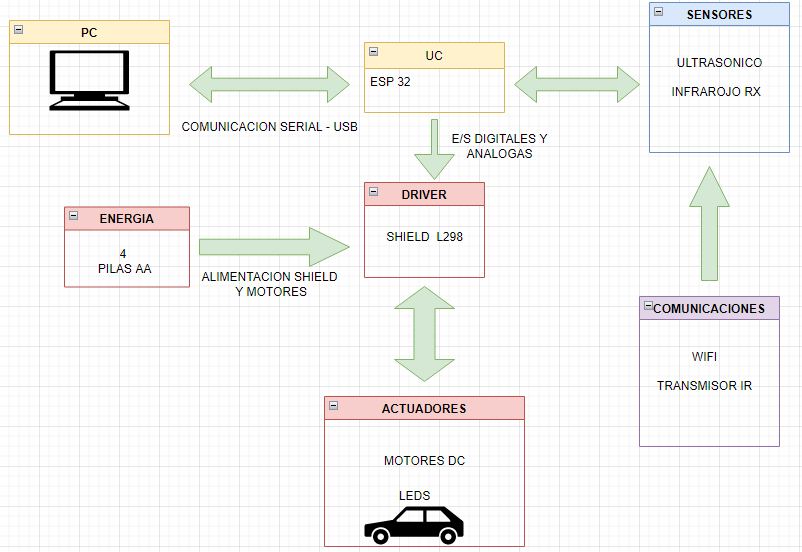 PC
COMUNICACION SERIAL - USB
UC
ESP 32
E/S DIGITALES Y
ANALOGAS
SENSORES
ULTRASONICO
INFRAROJO RX
ENERGIA
4
PILAS AA
ALIMENTACION SHIELD
Y MOTORES
DRIVER
SHIELD L298
COMUNICACIONES
WIFI
TRANSMISOR IR
ACTUADORES
MOTORES DC
LEDS